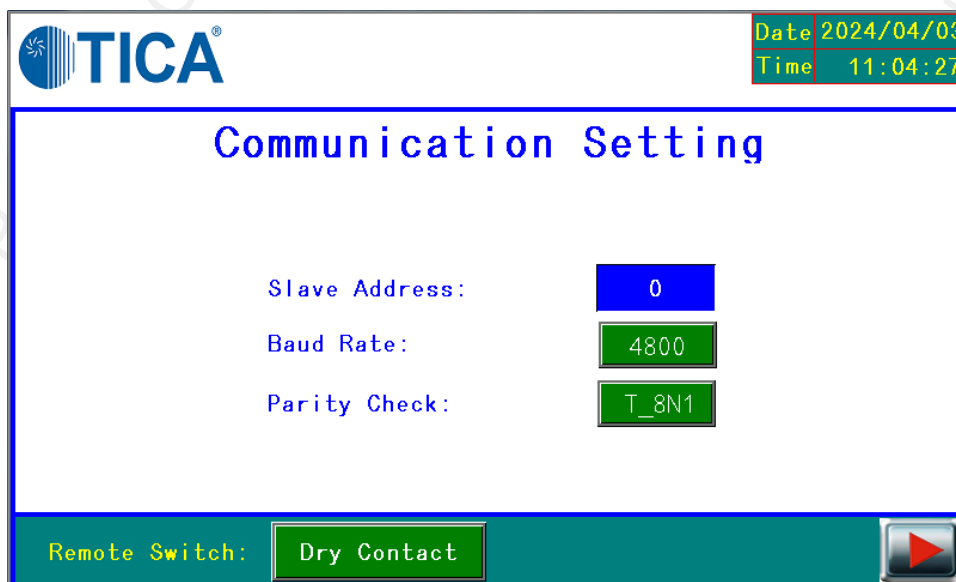 TICA®
Date 2024/04/03
Time 11:04:27
Communication Setting
Slave Address: 0
Baud Rate: 4800
Parity Check: T_8N1
Remote Switch: Dry Contact